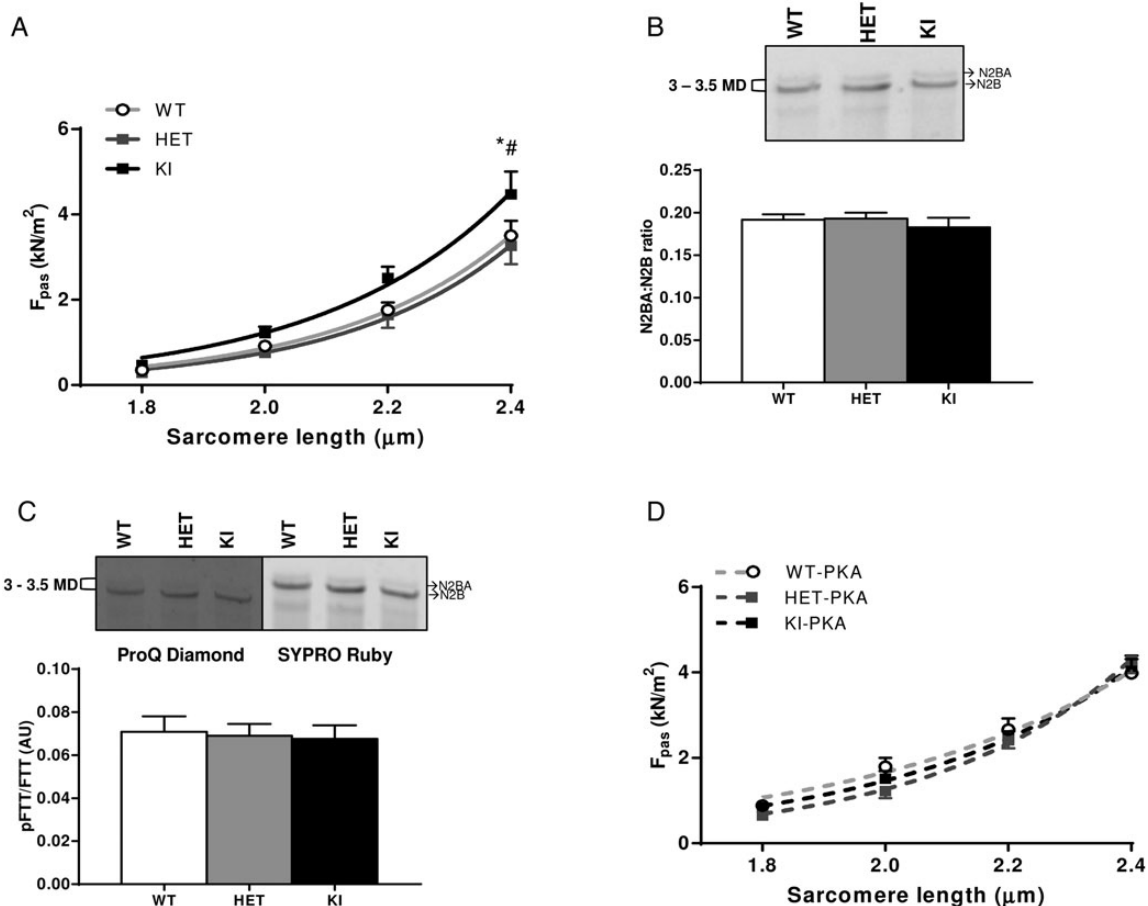 A
WT
HET
KI
*#
6
4
2
0
F_pas (kN/m²)
1.8 2.0 2.2 2.4
Sarcomere length (μm)
B
WT HET KI
3 – 3.5 MD
→N2BA
→N2B
0.25
0.20
0.15
0.10
0.05
0.00
N2BA:N2B ratio
WT HET KI
C
WT HET KI WT HET KI
3 - 3.5 MD
→N2BA
→N2B
ProQ Diamond SYPRO Ruby
0.10
0.08
0.06
0.04
0.02
0.00
pFTT/FTT (AU)
WT HET KI
D
WT-PKA
HET-PKA
KI-PKA
6
4
2
0
F_pas (kN/m²)
1.8 2.0 2.2 2.4
Sarcomere length (μm)